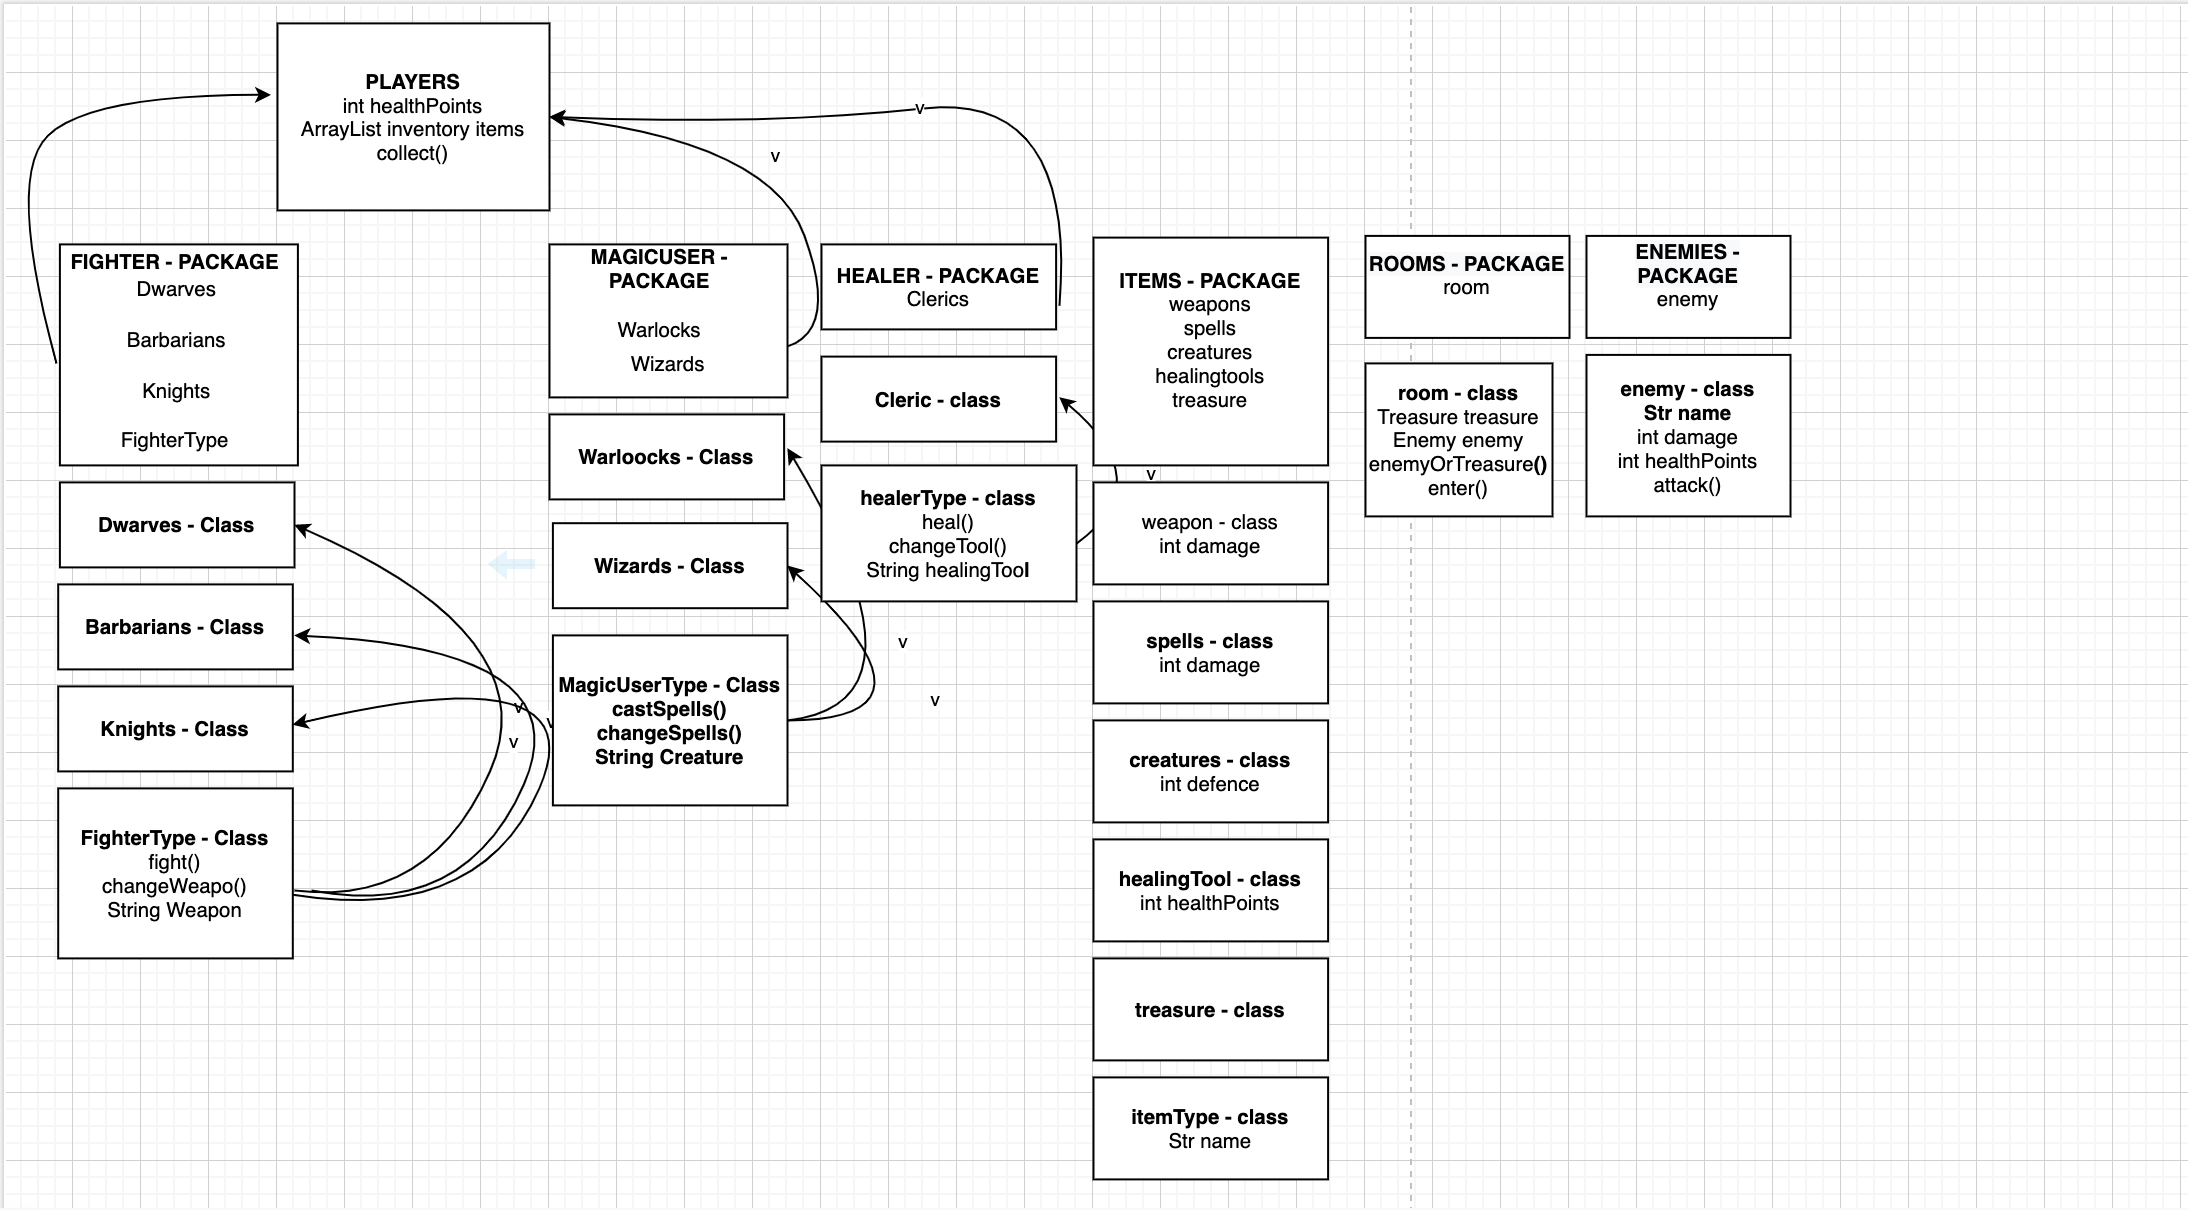 PLAYERS
int healthPoints
ArrayList inventory items
collect()
v
v
FIGHTER - PACKAGE
Dwarves
Barbarians
Knights
FighterType
Dwarves - Class
Barbarians - Class
Knights - Class
FighterType - Class
fight()
changeWeapo()
String Weapon
v
v
v
MAGICUSER -
PACKAGE
Warlocks
Wizards
Warloocks - Class
Wizards - Class
MagicUserType - Class
castSpells()
changeSpells()
String Creature
v
v
HEALER - PACKAGE
Clerics
Cleric - class
healerType - class
heal()
changeTool()
String healingTool
v
ITEMS - PACKAGE
weapons
spells
creatures
healingtools
treasure
weapon - class
int damage
spells - class
int damage
creatures - class
int defence
healingTool - class
int healthPoints
treasure - class
itemType - class
Str name
ROOMS - PACKAGE
room
room - class
Treasure treasure
Enemy enemy
enemyOrTreasure()
enter()
ENEMIES -
PACKAGE
enemy
enemy - class
Str name
int damage
int healthPoints
attack()